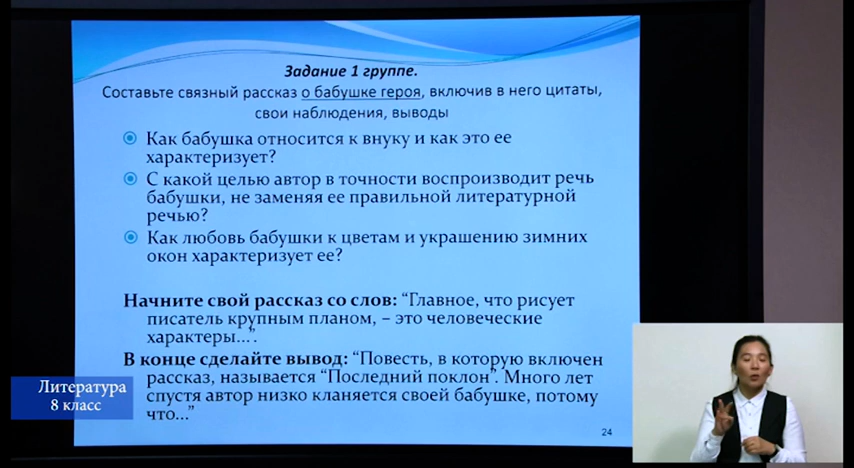 Задание 1 группе.
Составьте связный рассказ о бабушке героя, включив в него цитаты,
свои наблюдения, выводы
Как бабушка относится к внуку и как это ее
характеризует?
С какой целью автор в точности воспроизводит речь
бабушки, не заменяя ее правильной литературной
речью?
Как любовь бабушки к цветам и украшению зимних
окон характеризует ее?
Начните свой рассказ со слов: “Главное, что рисует
писатель крупным планом, – это человеческие
характеры...”.
В конце сделайте вывод: “Повесть, в которую включен
рассказ, называется “Последний поклон”. Много лет
спустя автор низко кланяется своей бабушке, потому
что...”
24
Литература
8 класс